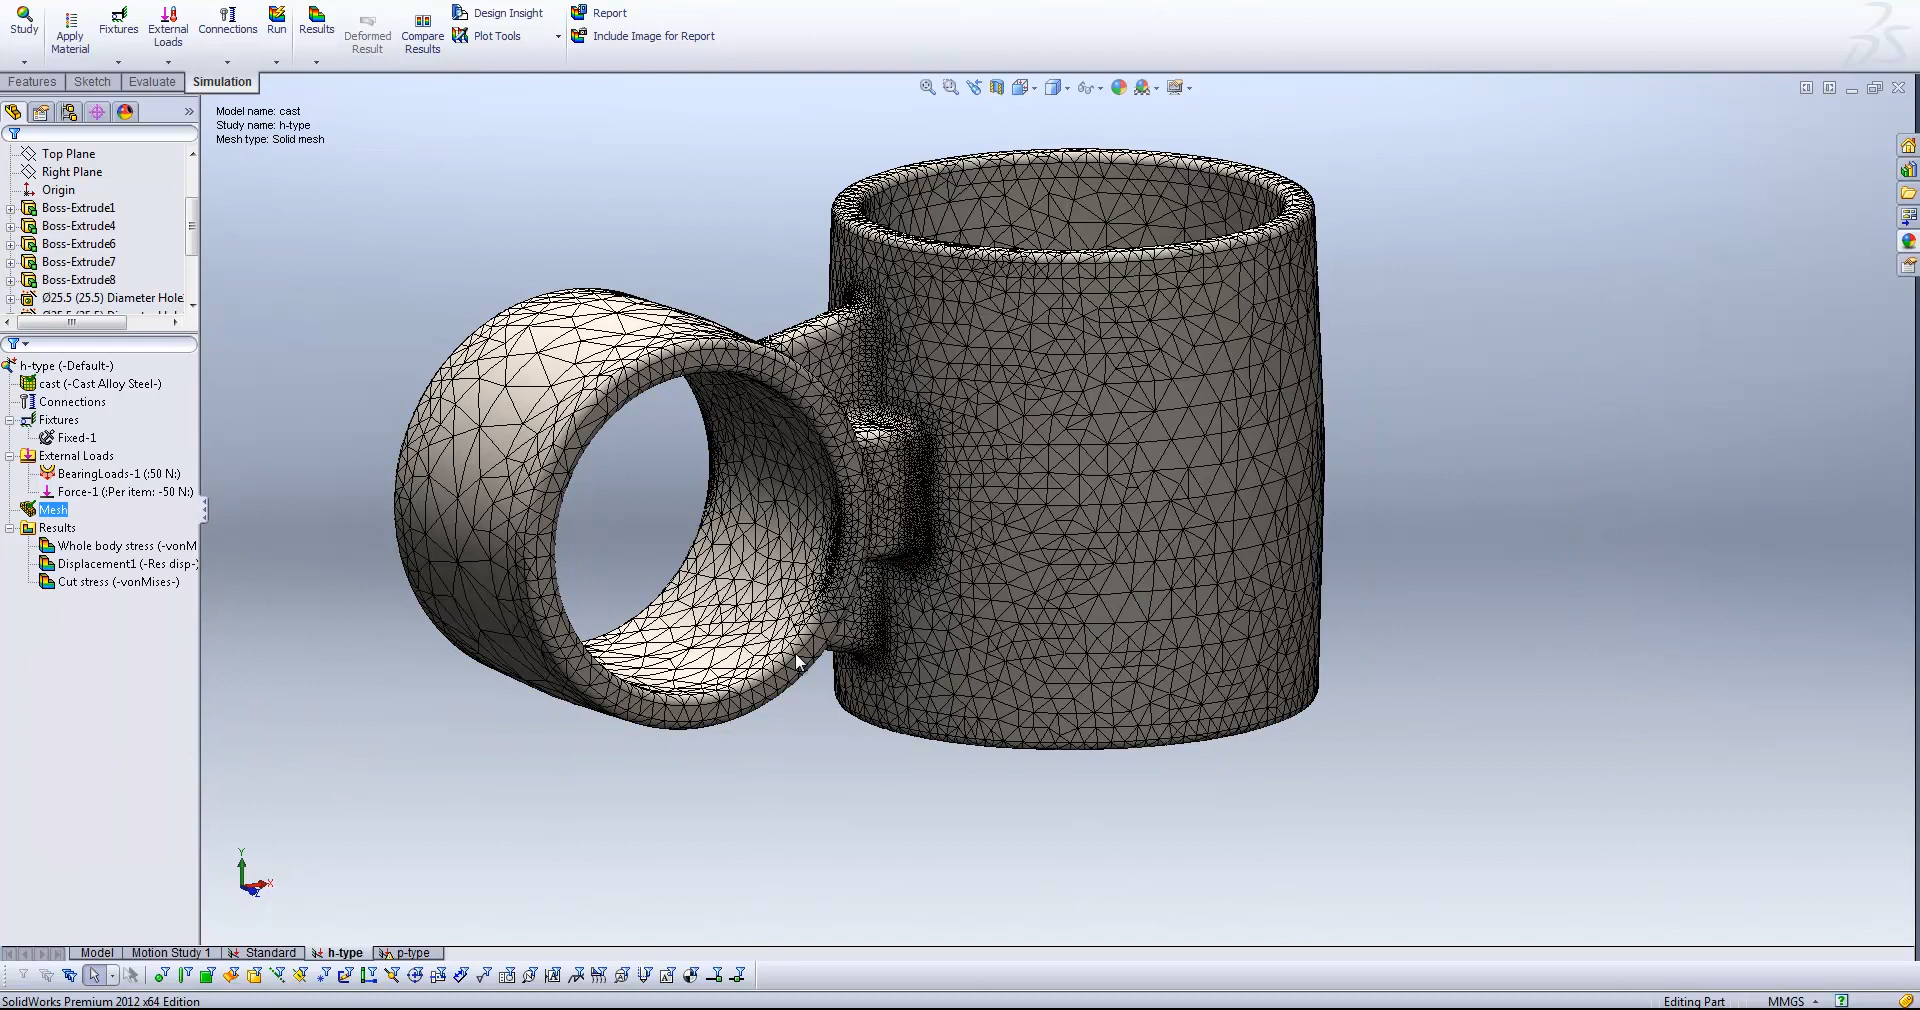 Study
Apply
Material
Fixtures
External
Loads
Connections
Run
Results
Deformed
Result
Compare
Results
Design Insight
Plot Tools
Report
Include Image for Report
Features
Sketch
Evaluate
Simulation
Model name: cast
Study name: h-type
Mesh type: Solid mesh
Top Plane
Right Plane
Origin
Boss-Extrude1
Boss-Extrude4
Boss-Extrude6
Boss-Extrude7
Boss-Extrude8
Ø25.5 (25.5) Diameter Hole
h-type (-Default-)
cast (-Cast Alloy Steel-)
Connections
Fixtures
Fixed-1
External Loads
BearingLoads-1 (:50 N:)
Force-1 (:Per item: -50 N:)
Mesh
Results
Whole body stress (-vonM
Displacement1 (-Res disp-
Cut stress (-vonMises-)
Y
X
Z
Model
Motion Study 1
Standard
h-type
p-type
SolidWorks Premium 2012 x64 Edition
Editing Part
MMGS